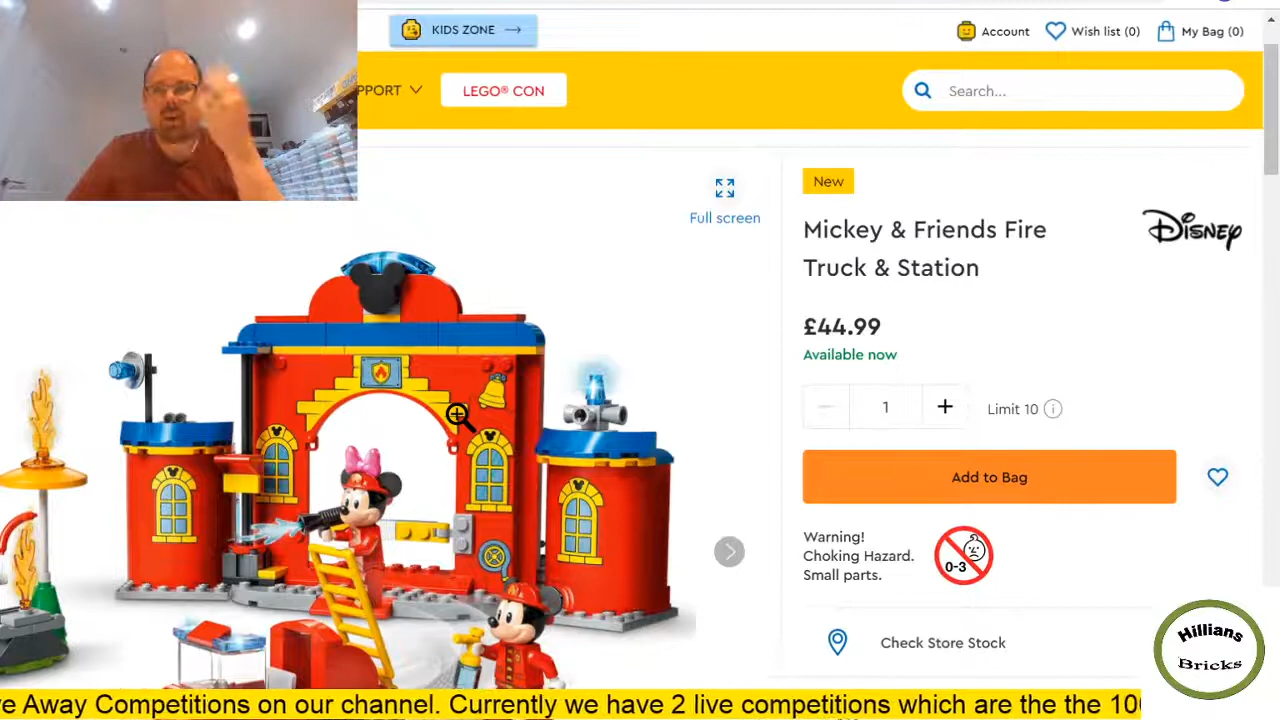 KIDS ZONE
Account
Wish list (0)
My Bag (0)
PPORT
LEGO® CON
Search...
Full screen
New
Mickey & Friends Fire
Truck & Station
Disney
£44.99
Available now
1
Limit 10
Add to Bag
Warning!
Choking Hazard.
Small parts.
0-3
Check Store Stock
Hillians
Bricks
ve Away Competitions on our channel. Currently we have 2 live competitions which are the the 10